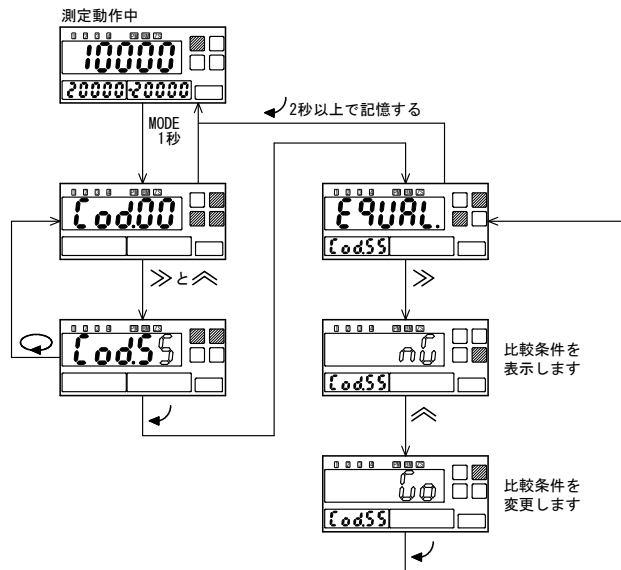 測定動作中
10000
20000 -20000
MODE
1秒
2秒以上で記憶する
Cod.00
と
Cod.55
EQUAL.
Cod.55
比較条件を
表示します
Cod.55
比較条件を
変更します
Cod.55